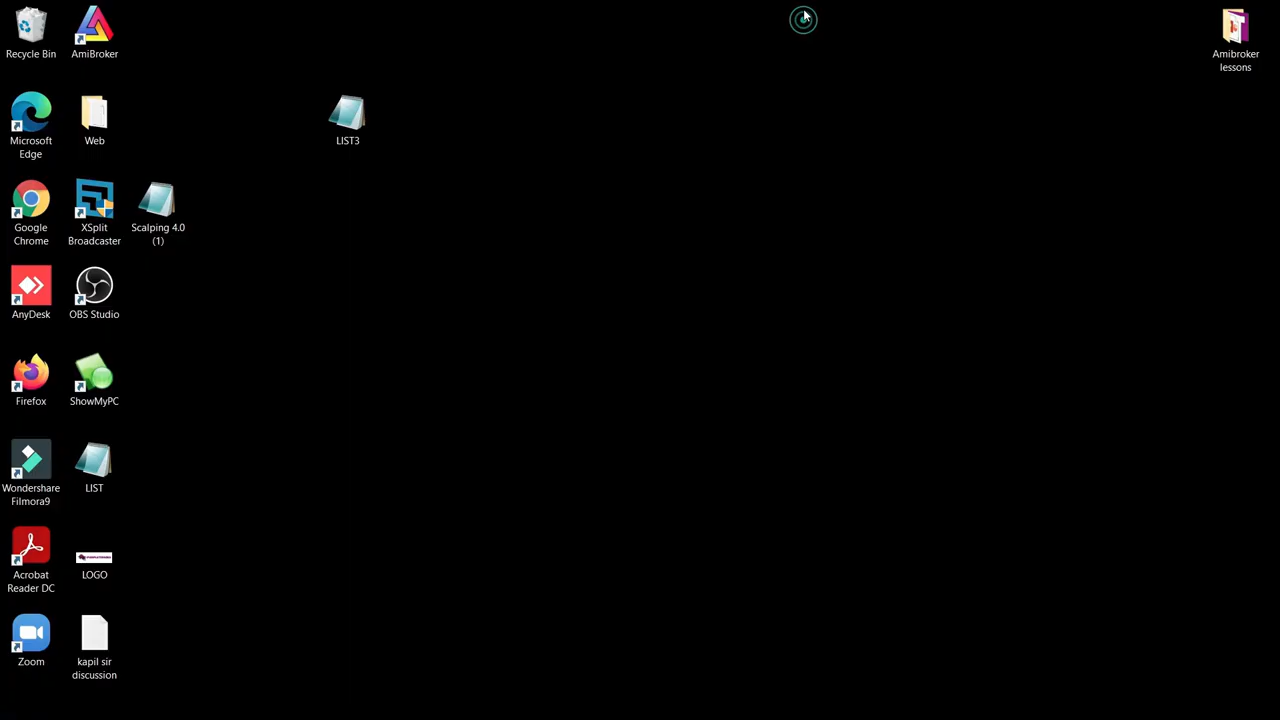 Recycle Bin
AmiBroker
Amibroker
lessons
Microsoft
Edge
Web
LIST3
Google
Chrome
XSplit
Broadcaster
Scalping 4.0
(1)
AnyDesk
OBS Studio
Firefox
ShowMyPC
Wondershare
Filmora9
LIST
Acrobat
Reader DC
LOGO
Zoom
kapil sir
discussion